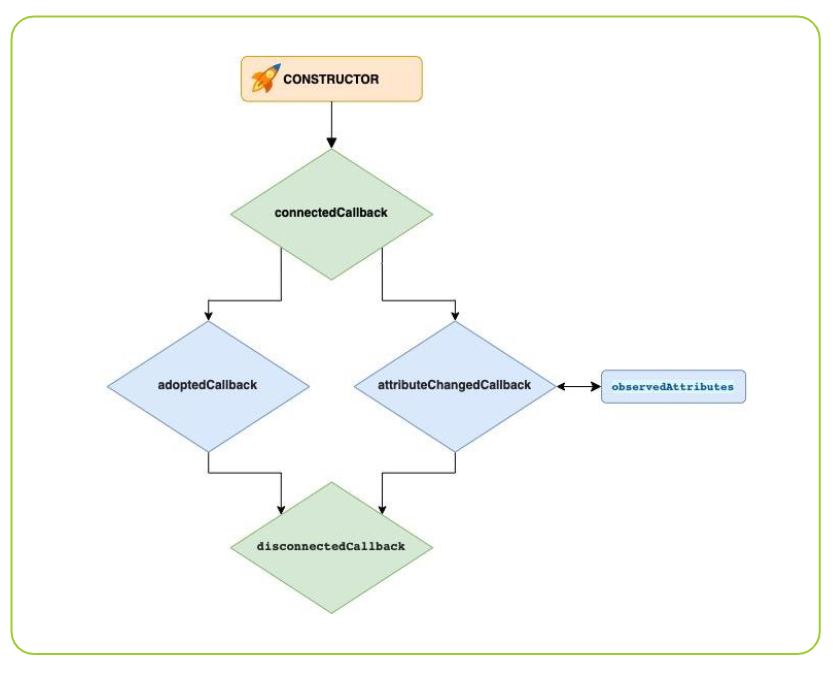 CONSTRUCTOR
connectedCallback
adoptedCallback
attributeChangedCallback
observedAttributes
disconnectedCallback